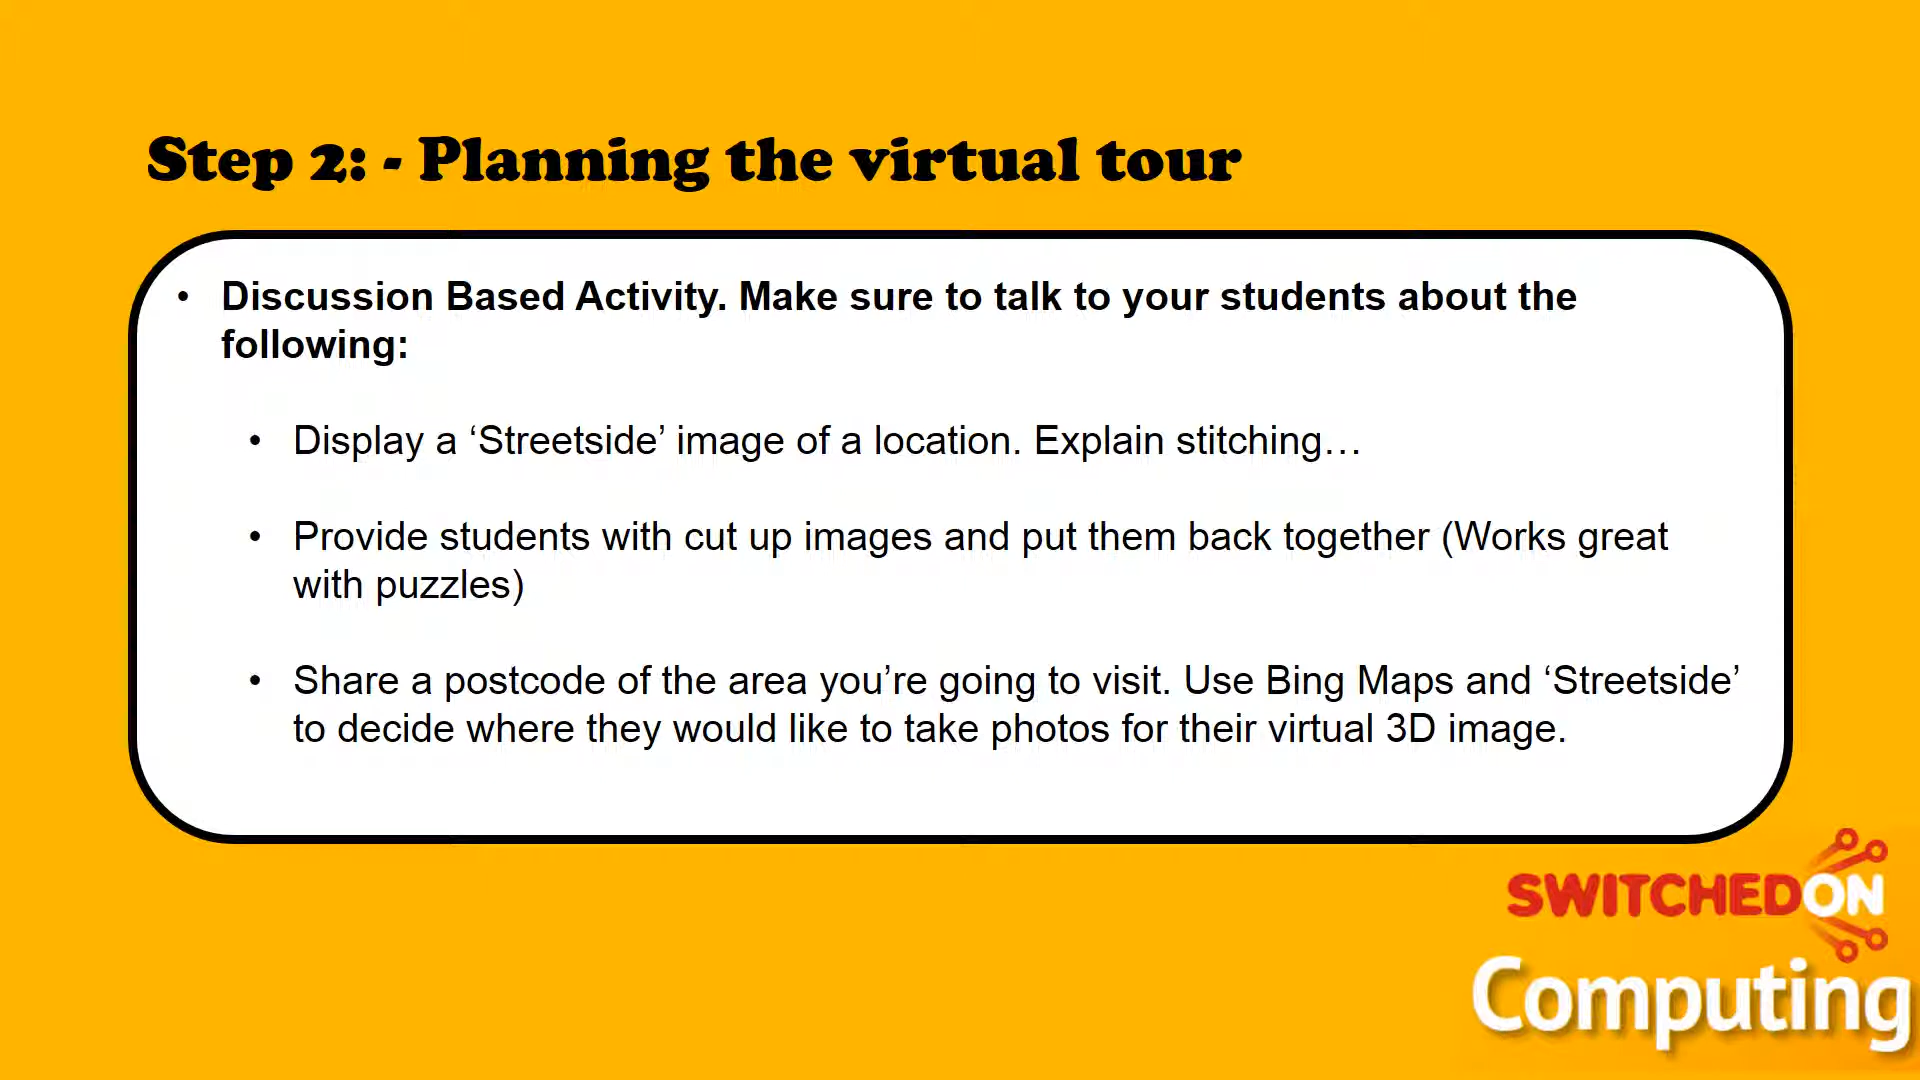 Step 2: - Planning the virtual tour
• Discussion Based Activity. Make sure to talk to your students about the
following:
• Display a ‘Streetside’ image of a location. Explain stitching…
• Provide students with cut up images and put them back together (Works great
with puzzles)
• Share a postcode of the area you’re going to visit. Use Bing Maps and ‘Streetside’
to decide where they would like to take photos for their virtual 3D image.
SWITCHEDON
Computing